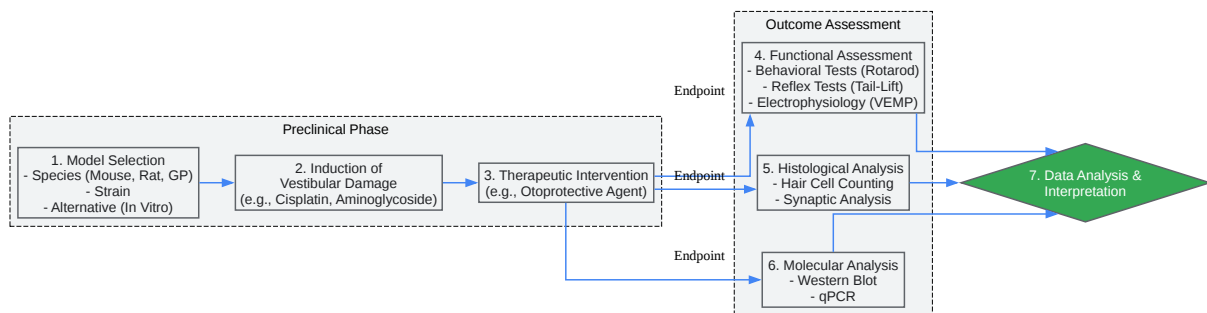 Preclinical Phase
1. Model Selection
- Species (Mouse, Rat, GP)
- Strain
- Alternative (In Vitro)
2. Induction of
Vestibular Damage
(e.g., Cisplatin, Aminoglycoside)
3. Therapeutic Intervention
(e.g., Otoprotective Agent)
Endpoint
Endpoint
Endpoint
Outcome Assessment
4. Functional Assessment
- Behavioral Tests (Rotarod)
- Reflex Tests (Tail-Lift)
- Electrophysiology (VEMP)
5. Histological Analysis
- Hair Cell Counting
- Synaptic Analysis
6. Molecular Analysis
- Western Blot
- qPCR
7. Data Analysis &
Interpretation